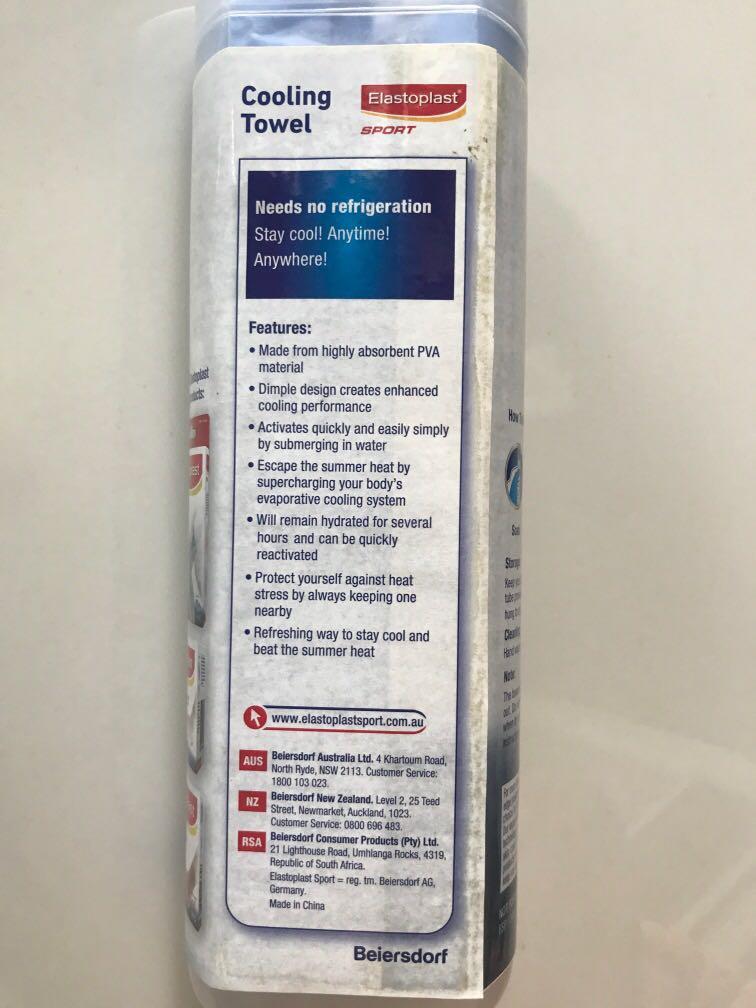 Cooling
Towel
Elastoplast
SPORT
Needs no refrigeration
Stay cool! Anytime!
Anywhere!
Features:
• Made from highly absorbent PVA
material
• Dimple design creates enhanced
cooling performance
• Activates quickly and easily simply
by submerging in water
• Escape the summer heat by
supercharging your body's
evaporative cooling system
• Will remain hydrated for several
hours and can be quickly
reactivated
• Protect yourself against heat
stress by always keeping one
nearby
• Refreshing way to stay cool and
beat the summer heat
www.elastoplastsport.com.au
AUS Beiersdorf Australia Ltd. 4 Khartoum Road,
North Ryde, NSW 2113. Customer Service:
1800 103 023.
NZ Beiersdorf New Zealand. Level 2, 25 Teed
Street, Newmarket, Auckland, 1023.
Customer Service: 0800 696 483.
RSA Beiersdorf Consumer Products (Pty) Ltd.
21 Lighthouse Road, Umhlanga Rocks, 4319,
Republic of South Africa.
Elastoplast Sport = reg. tm. Beiersdorf AG,
Germany.
Made in China
Beiersdorf
How
Keep
Hand